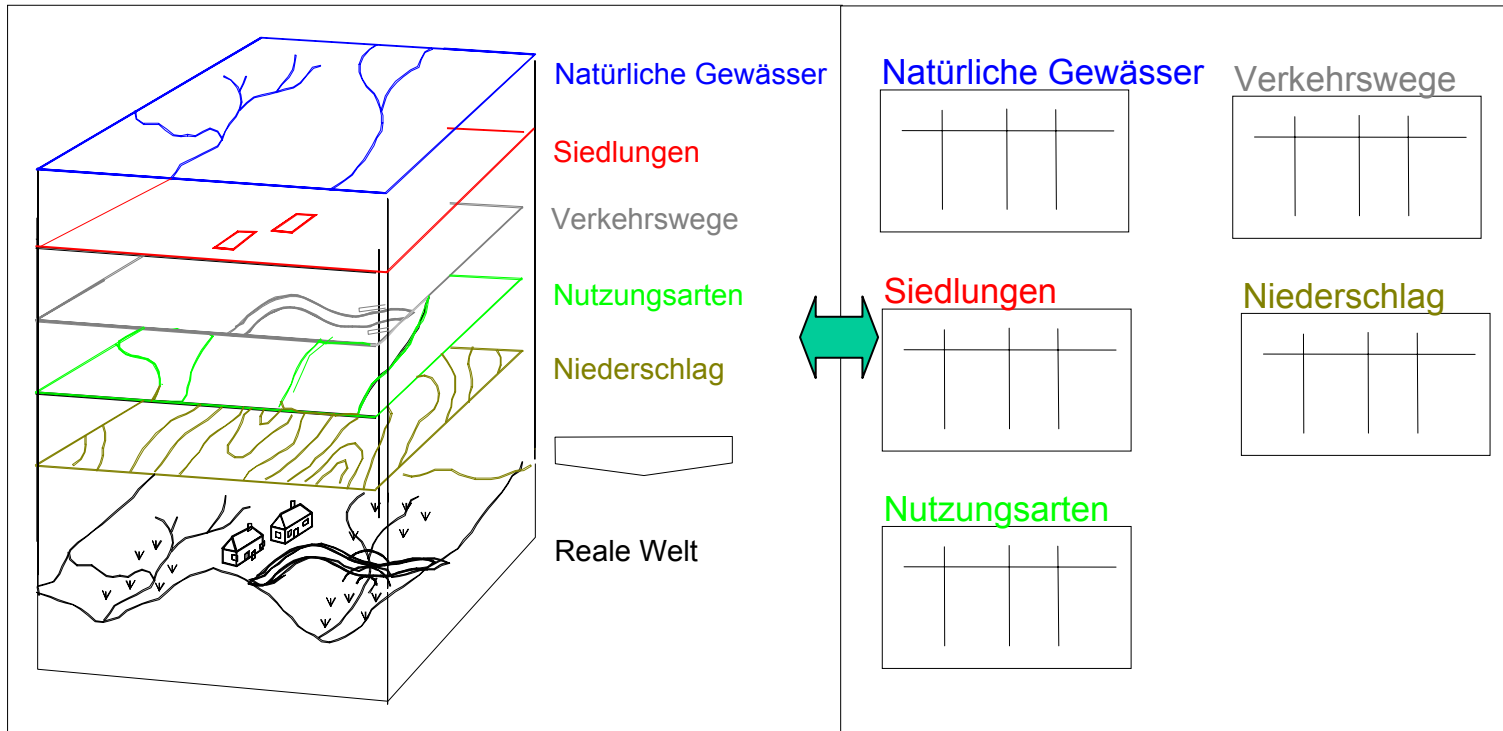 Natürliche Gewässer
Siedlungen
Verkehrswege
Nutzungsarten
Niederschlag
Reale Welt
Natürliche Gewässer
Verkehrswege
Siedlungen
Niederschlag
Nutzungsarten